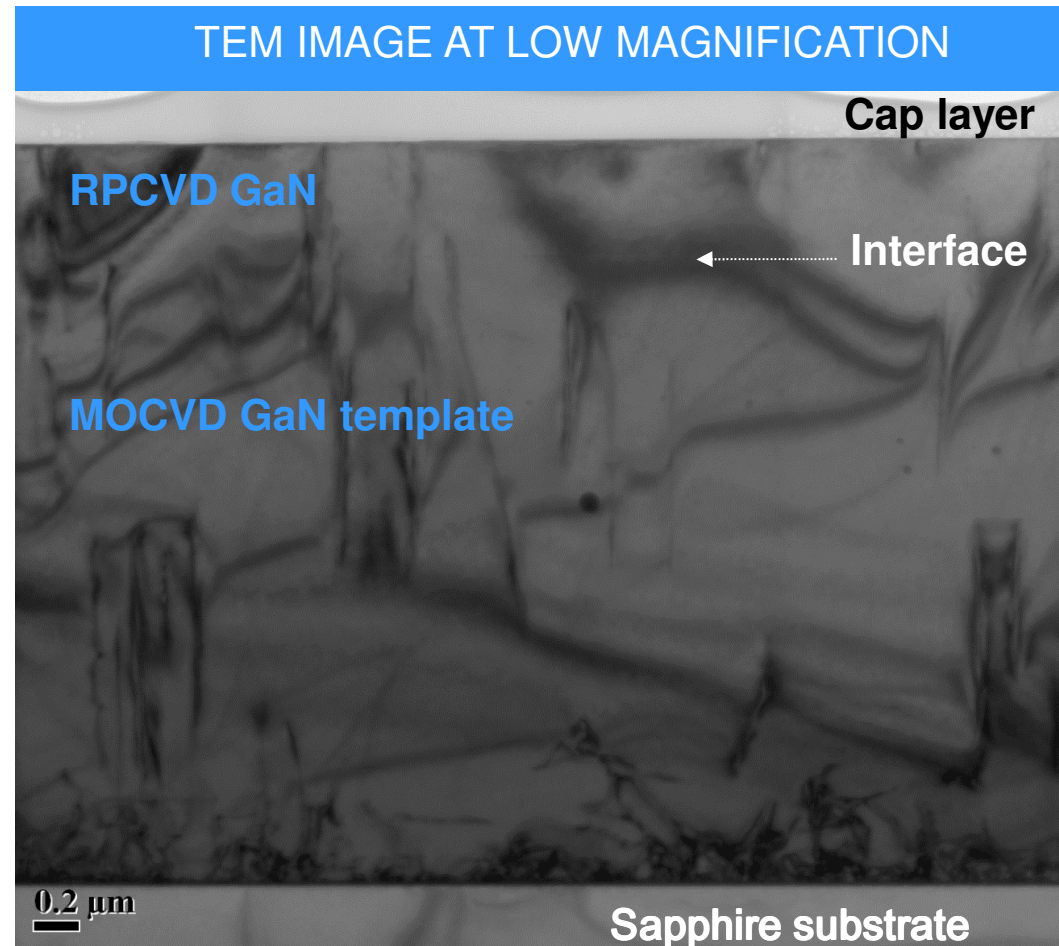 TEM IMAGE AT LOW MAGNIFICATION
Cap layer
RPCVD GaN
Interface
MOCVD GaN template
0.2 μm
Sapphire substrate